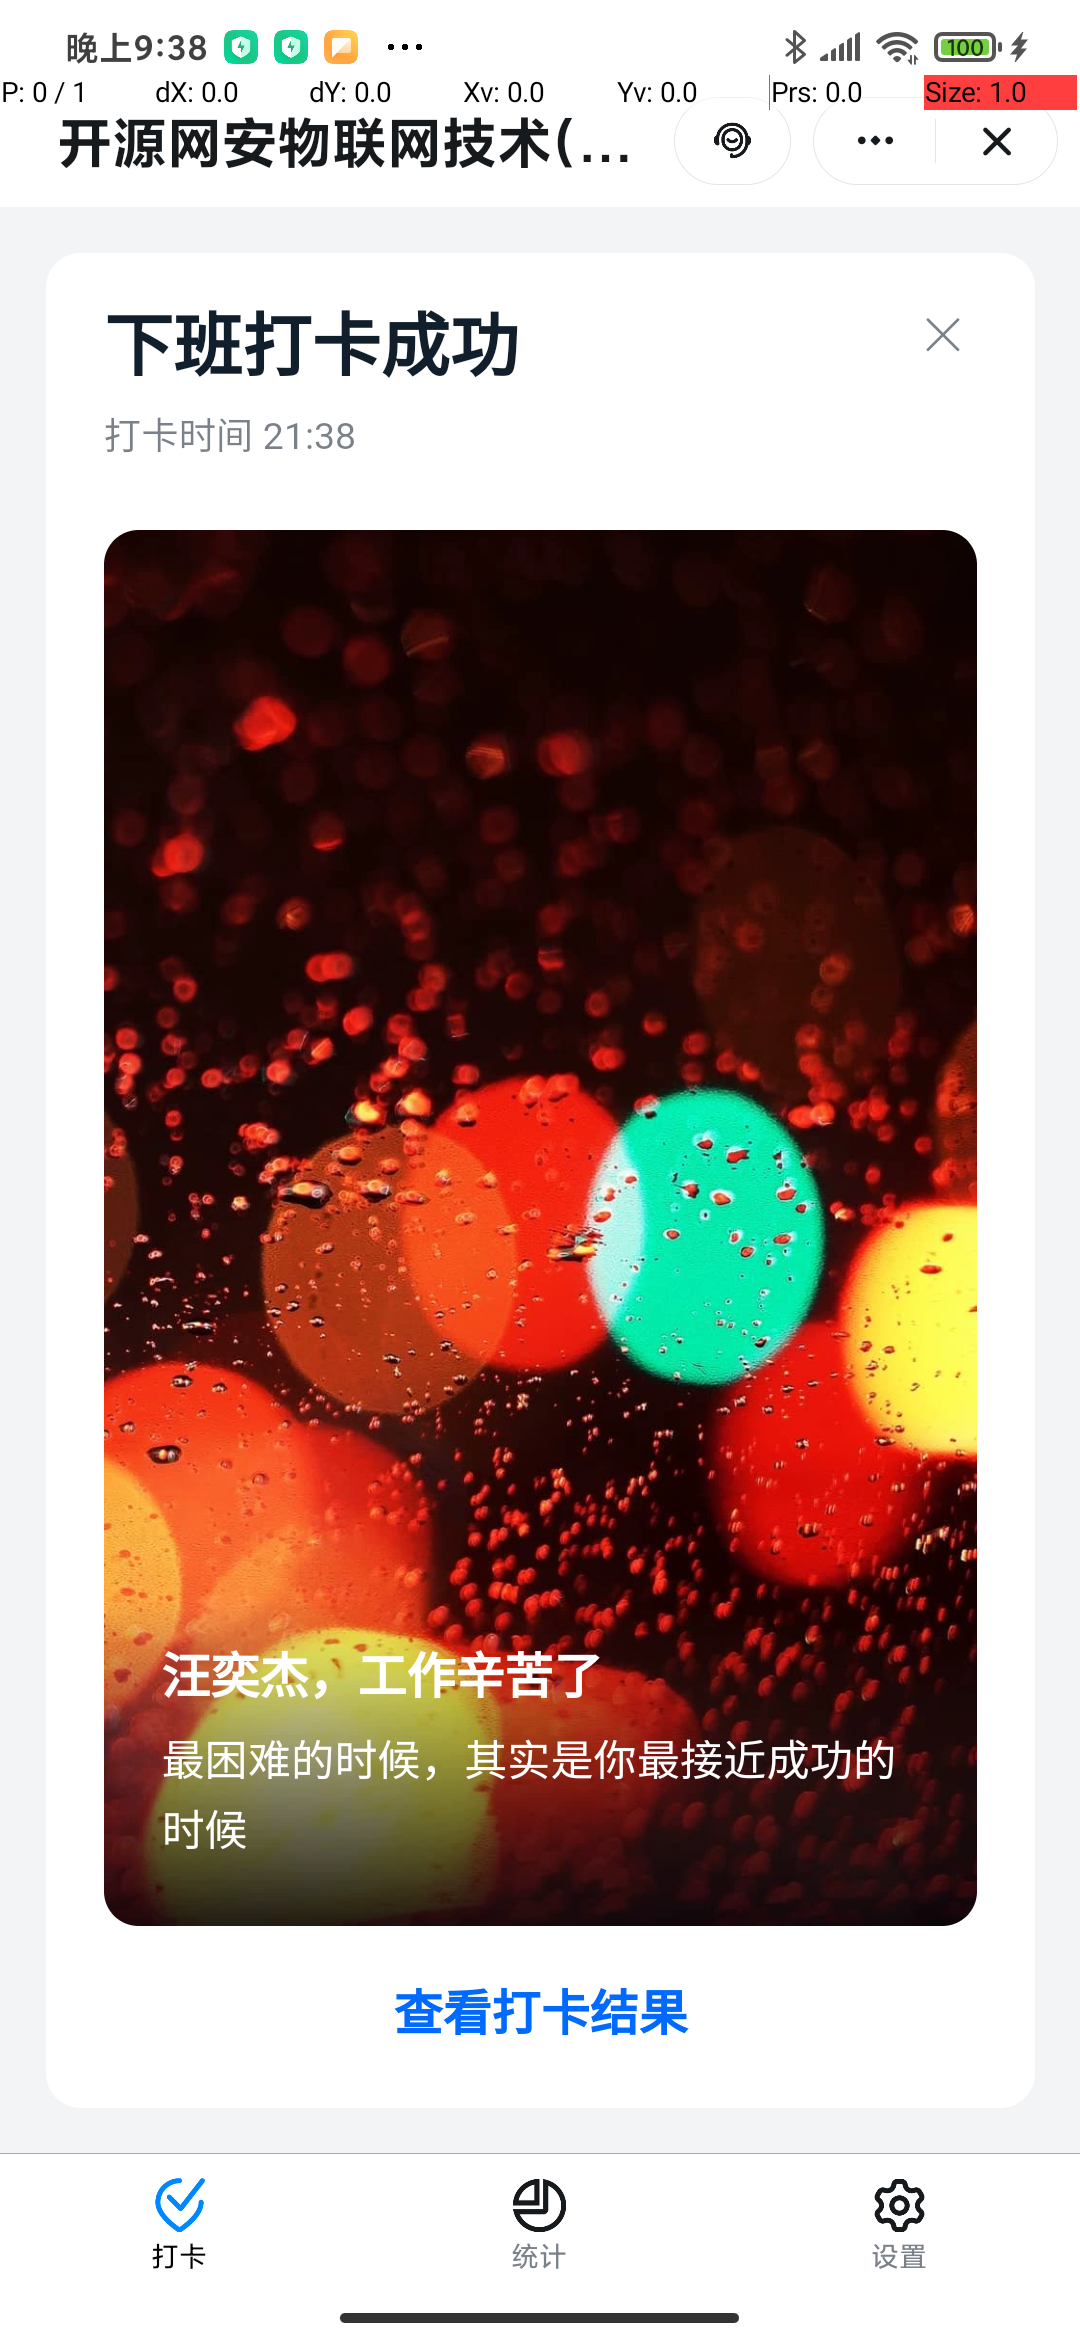 晚上9:38
100
P: 0 / 1 dX: 0.0 dY: 0.0 Xv: 0.0 Yv: 0.0 Prs: 0.0 Size: 1.0
开源网安物联网技术(...
下班打卡成功
打卡时间 21:38
汪奕杰，工作辛苦了
最困难的时候，其实是你最接近成功的
时候
查看打卡结果
打卡 统计 设置